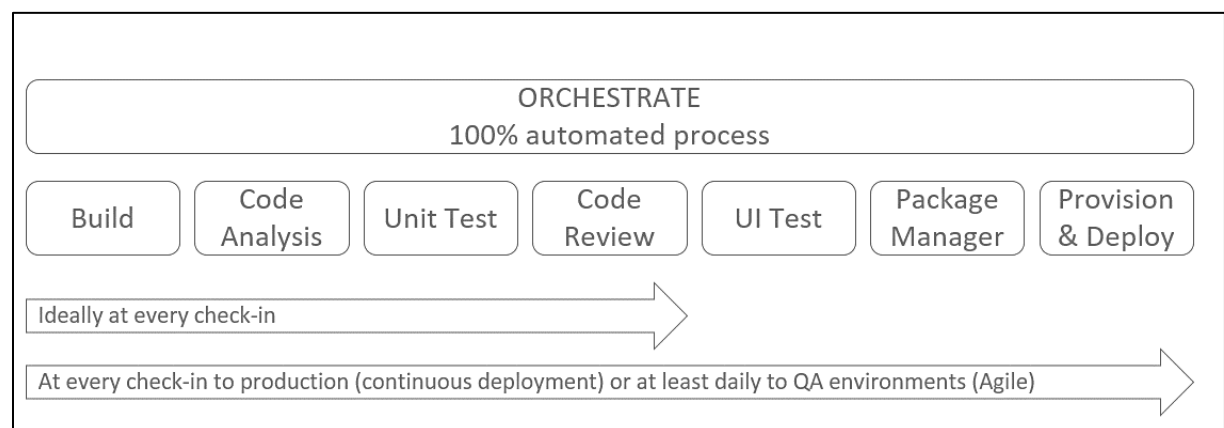 ORCHESTRATE
100% automated process
Build
Code
Analysis
Unit Test
Code
Review
UI Test
Package
Manager
Provision
& Deploy
Ideally at every check-in
At every check-in to production (continuous deployment) or at least daily to QA environments (Agile)